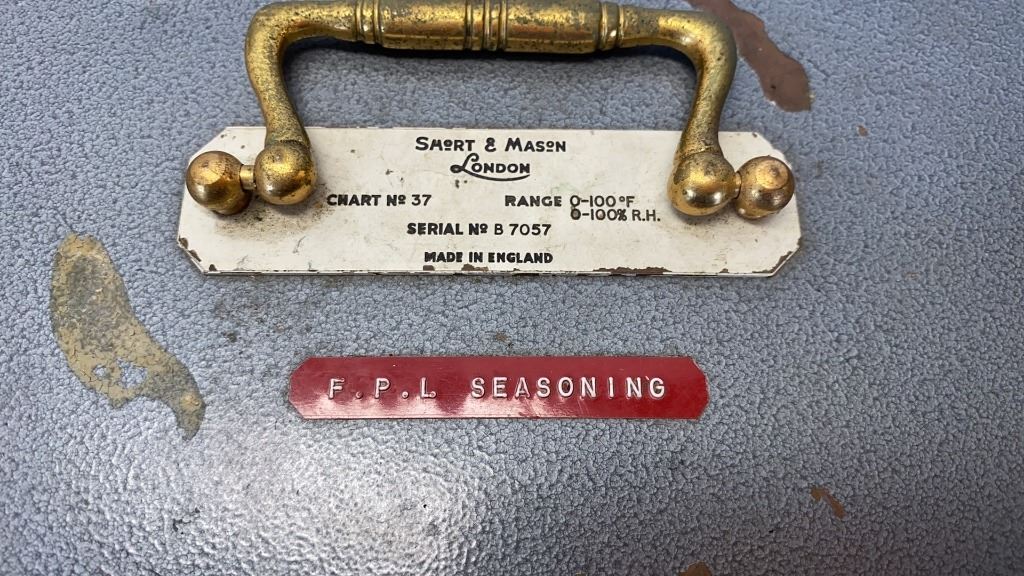 SHORT & MASON
LONDON
CHART Nº 37 RANGE 0-100°F
0-100% R.H.
SERIAL Nº B 7057
MADE IN ENGLAND
F.P.L SEASONING